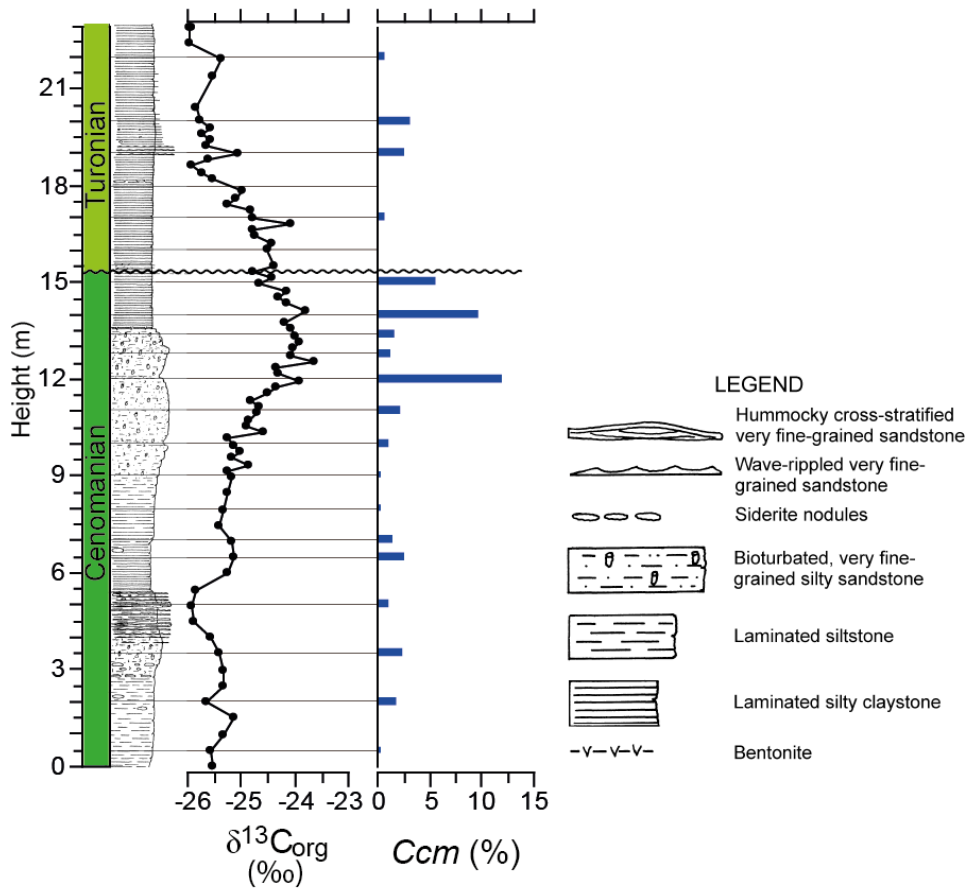 Height (m)
21
18
15
12
9
6
3
0
Turonian
Cenomanian
-26 -25 -24 -23
δ13Corg
(‰)
0 5 10 15
Ccm (%)
LEGEND
Hummocky cross-stratified
very fine-grained sandstone
Wave-rippled very fine-
grained sandstone
Siderite nodules
Bioturbated, very fine-
grained silty sandstone
Laminated siltstone
Laminated silty claystone
Bentonite